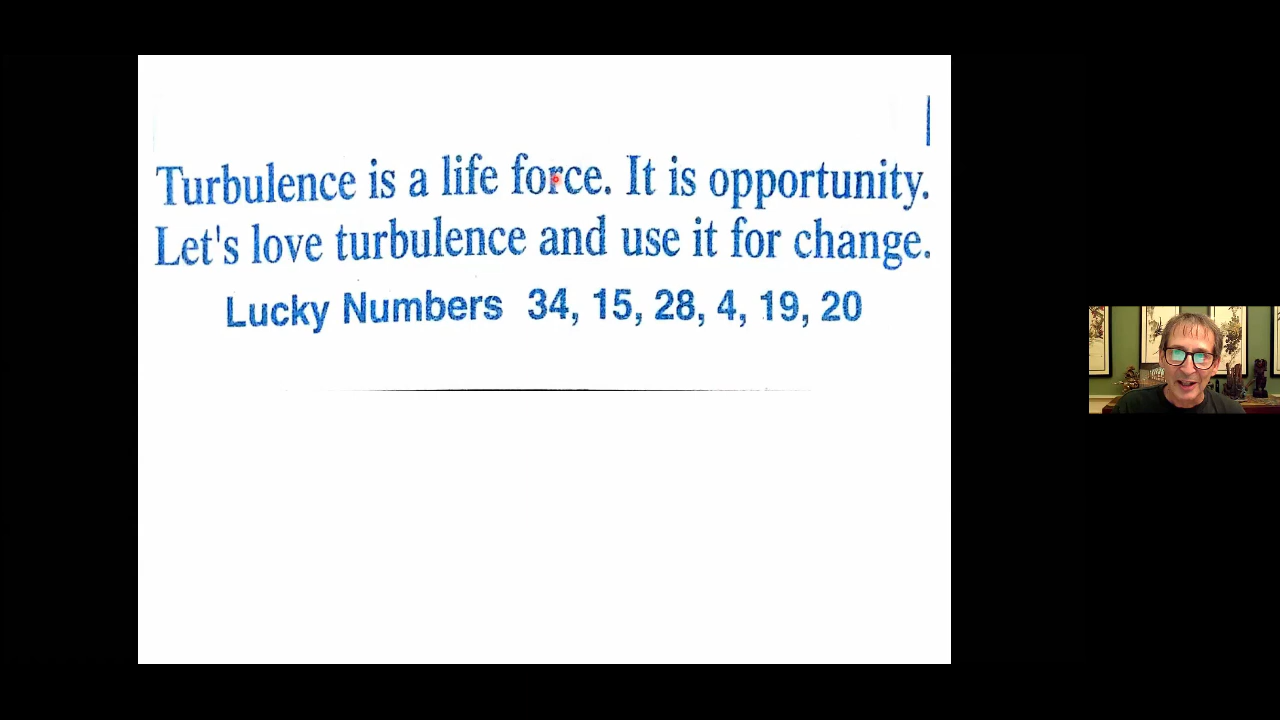 Turbulence is a life force. It is opportunity.
Let's love turbulence and use it for change.
Lucky Numbers 34, 15, 28, 4, 19, 20